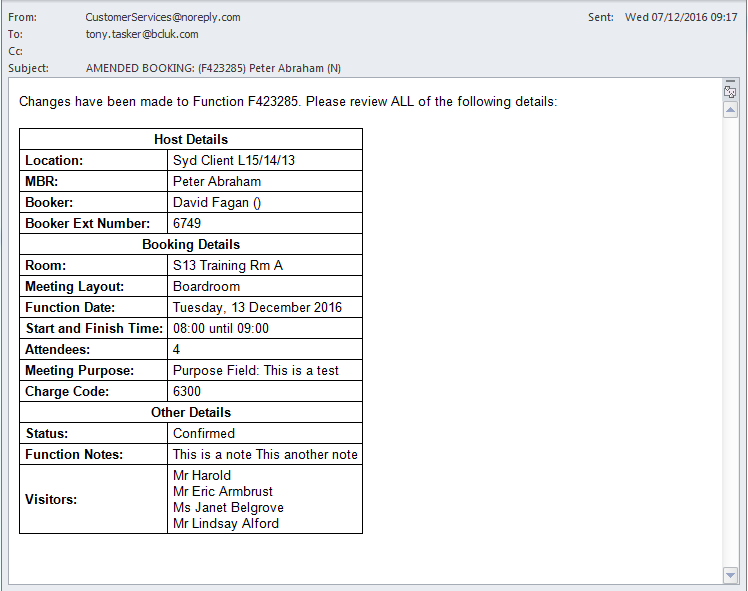 From: CustomerServices@noreply.com Sent: Wed 07/12/2016 09:17
To: tony.tasker@bcluk.com
Cc:
Subject: AMENDED BOOKING: (F423285) Peter Abraham (N)
Changes have been made to Function F423285. Please review ALL of the following details:
Host Details
Location: Syd Client L15/14/13
MBR: Peter Abraham
Booker: David Fagan ()
Booker Ext Number: 6749
Booking Details
Room: S13 Training Rm A
Meeting Layout: Boardroom
Function Date: Tuesday, 13 December 2016
Start and Finish Time: 08:00 until 09:00
Attendees: 4
Meeting Purpose: Purpose Field: This is a test
Charge Code: 6300
Other Details
Status: Confirmed
Function Notes: This is a note This another note
Visitors:
Mr Harold
Mr Eric Armbrust
Ms Janet Belgrove
Mr Lindsay Alford